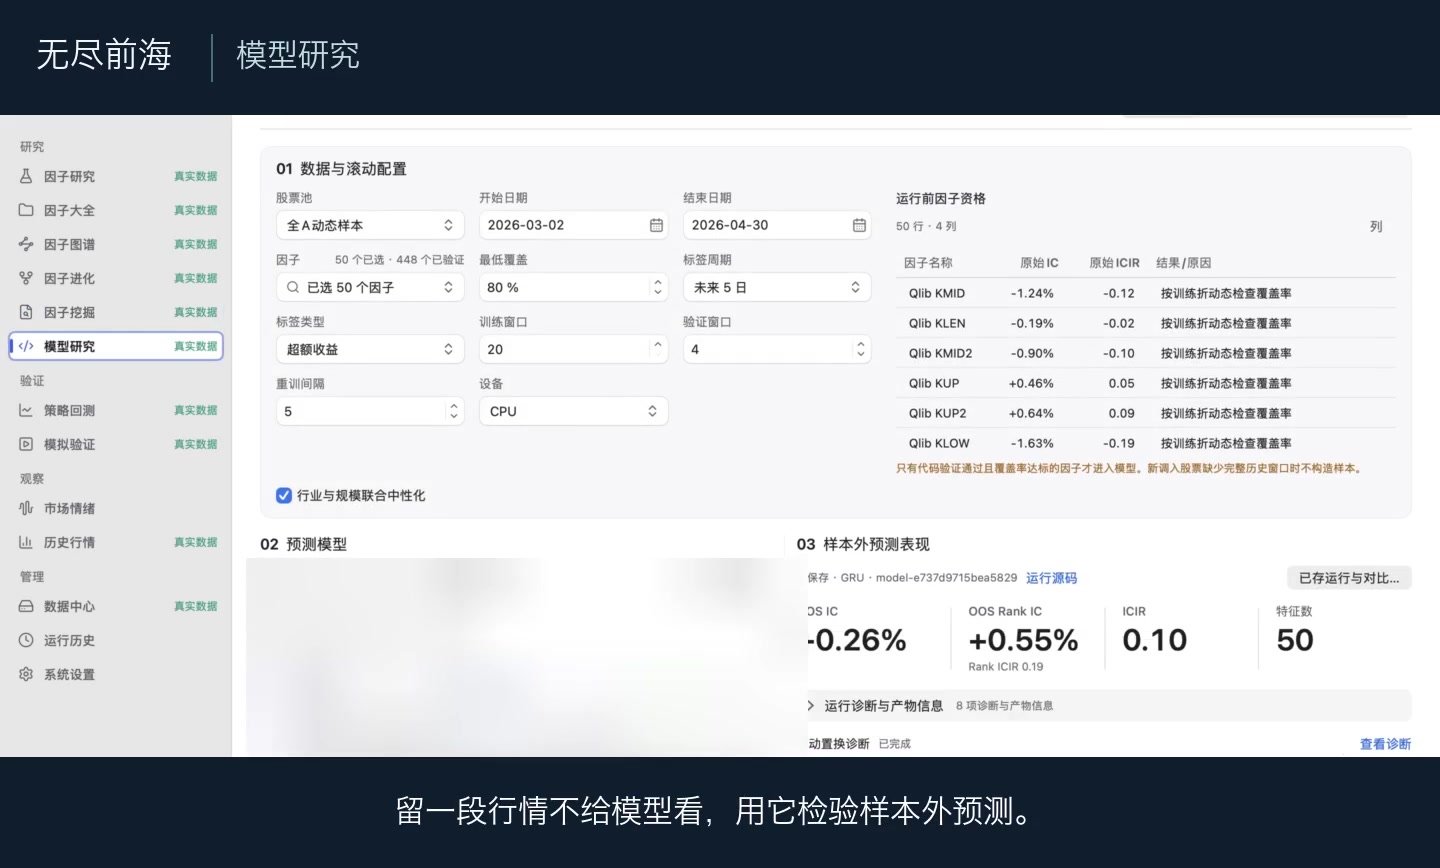 无尽前海 模型研究
研究
因子研究 真实数据
因子大全 真实数据
因子图谱 真实数据
因子进化 真实数据
因子挖掘 真实数据
模型研究 真实数据
验证
策略回测 真实数据
模拟验证 真实数据
观察
市场情绪
历史行情 真实数据
管理
数据中心 真实数据
运行历史
系统设置
01 数据与滚动配置
股票池 开始日期 结束日期
全A动态样本 2026-03-02 2026-04-30
因子 50 个已选 · 448 个已验证 最低覆盖 标签周期
已选 50 个因子 80 % 未来 5 日
标签类型 训练窗口 验证窗口
超额收益 20 4
重训间隔 设备
5 CPU
行业与规模联合中性化
运行前因子资格
50 行 · 4 列 列
因子名称 原始 IC 原始 ICIR 结果/原因
Qlib KMID -1.24% -0.12 按训练折动态检查覆盖率
Qlib KLEN -0.19% -0.02 按训练折动态检查覆盖率
Qlib KMID2 -0.90% -0.10 按训练折动态检查覆盖率
Qlib KUP +0.46% 0.05 按训练折动态检查覆盖率
Qlib KUP2 +0.64% 0.09 按训练折动态检查覆盖率
Qlib KLOW -1.63% -0.19 按训练折动态检查覆盖率
只有代码验证通过且覆盖率达标的因子才进入模型。新调入股票缺少完整历史窗口时不构造样本。
02 预测模型
03 样本外预测表现
保存 · GRU · model-e737d9715bea5829 运行源码 已存运行与对比...
OS IC OOS Rank IC ICIR 特征数
0.26% +0.55% 0.10 50
Rank ICIR 0.19
运行诊断与产物信息 8 项诊断与产物信息
动置换诊断 已完成 查看诊断
留一段行情不给模型看，用它检验样本外预测。